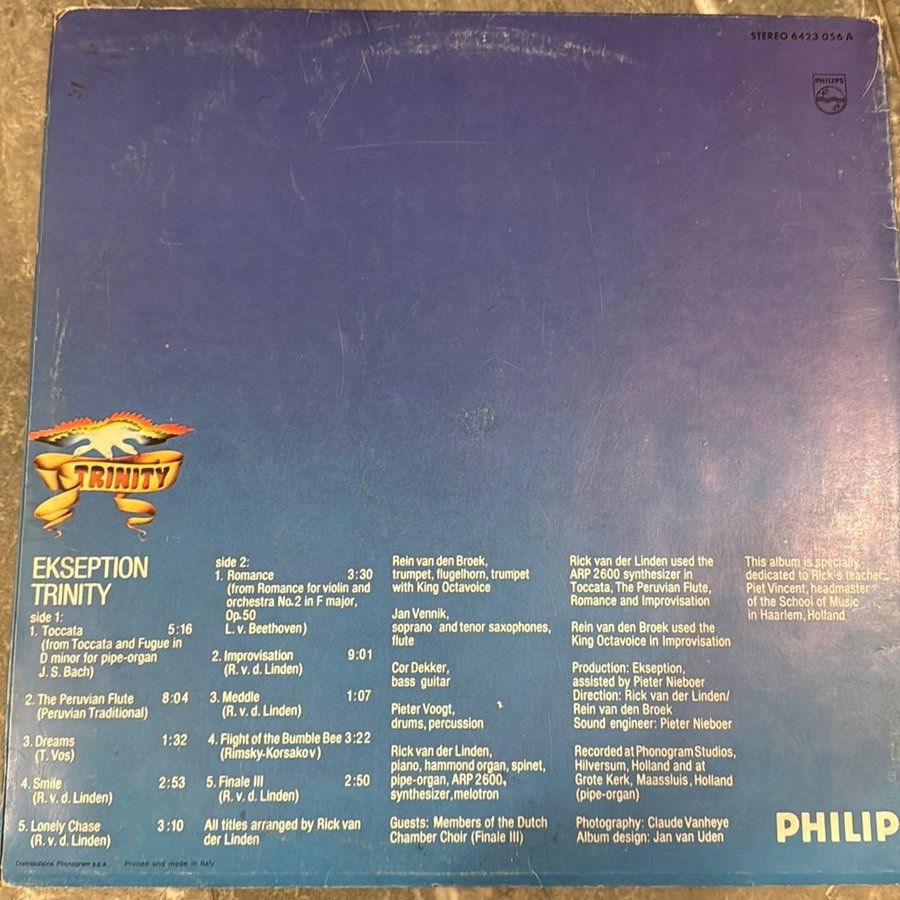 STEREO 6423 056 A
PHILIPS
TRINITY
EKSEPTION
TRINITY
side 1:
1. Toccata 5:16
(from Toccata and Fugue in
D minor for pipe-organ
J. S. Bach)
2. The Peruvian Flute 8:04
(Peruvian Traditional)
3. Dreams 1:32
(T. Vos)
4. Smile 2:53
(R. v. d. Linden)
5. Lonely Chase 3:10
(R. v. d. Linden)
side 2:
1. Romance 3:30
(from Romance for violin and
orchestra No.2 in F major,
Op.50
L. v. Beethoven)
2. Improvisation 9:01
(R. v. d. Linden)
3. Meddle 1:07
(R. v. d. Linden)
4. Flight of the Bumble Bee 3:22
(Rimsky-Korsakov)
5. Finale III 2:50
(R. v. d. Linden)
All titles arranged by Rick van
der Linden
Rein van den Broek,
trumpet, flugelhorn, trumpet
with King Octavoice
Jan Vennik,
soprano and tenor saxophones,
flute
Cor Dekker,
bass guitar
Pieter Voogt,
drums, percussion
Rick van der Linden,
piano, hammond organ, spinet,
pipe-organ, ARP 2600,
synthesizer, melotron
Guests: Members of the Dutch
Chamber Choir (Finale III)
Rick van der Linden used the
ARP 2600 synthesizer in
Toccata, The Peruvian Flute,
Romance and Improvisation
Rein van den Broek used the
King Octavoice in Improvisation
Production: Ekseption,
assisted by Pieter Nieboer
Direction: Rick van der Linden/
Rein van den Broek
Sound engineer: Pieter Nieboer
Recorded at Phonogram Studios,
Hilversum, Holland and at
Grote Kerk, Maassluis, Holland
(pipe-organ)
Photography: Claude Vanheye
Album design: Jan van Uden
This album is specially
dedicated to Rick's teacher,
Piet Vincent, headmaster
of the School of Music
in Haarlem, Holland
PHILIP
Distribuzione Phonogram s.p.a. Printed and made in Italy